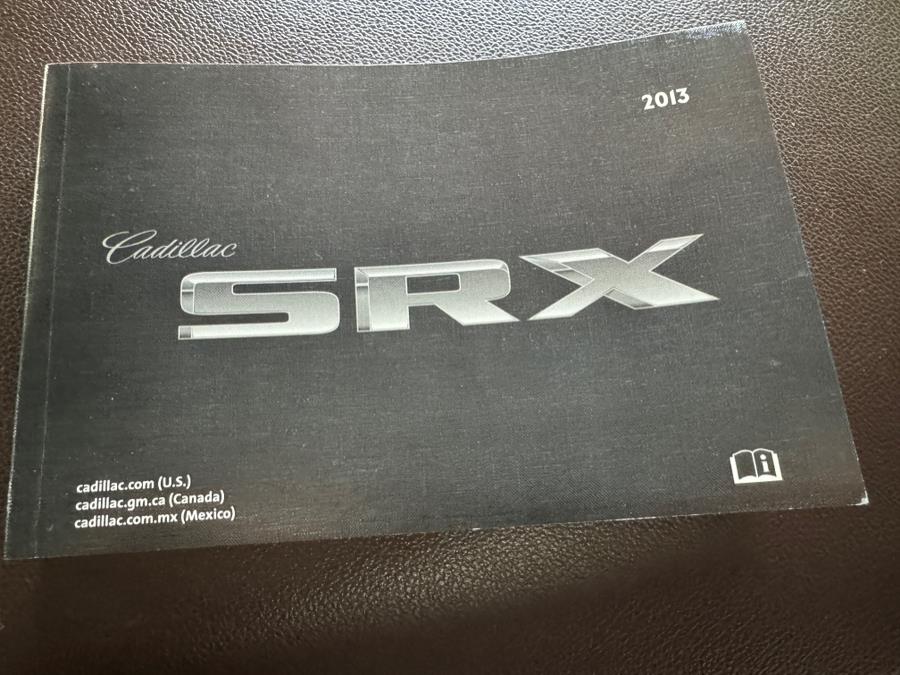 2013
Cadillac
SRX
i
cadillac.com (U.S.)
cadillac.gm.ca (Canada)
cadillac.com.mx (Mexico)